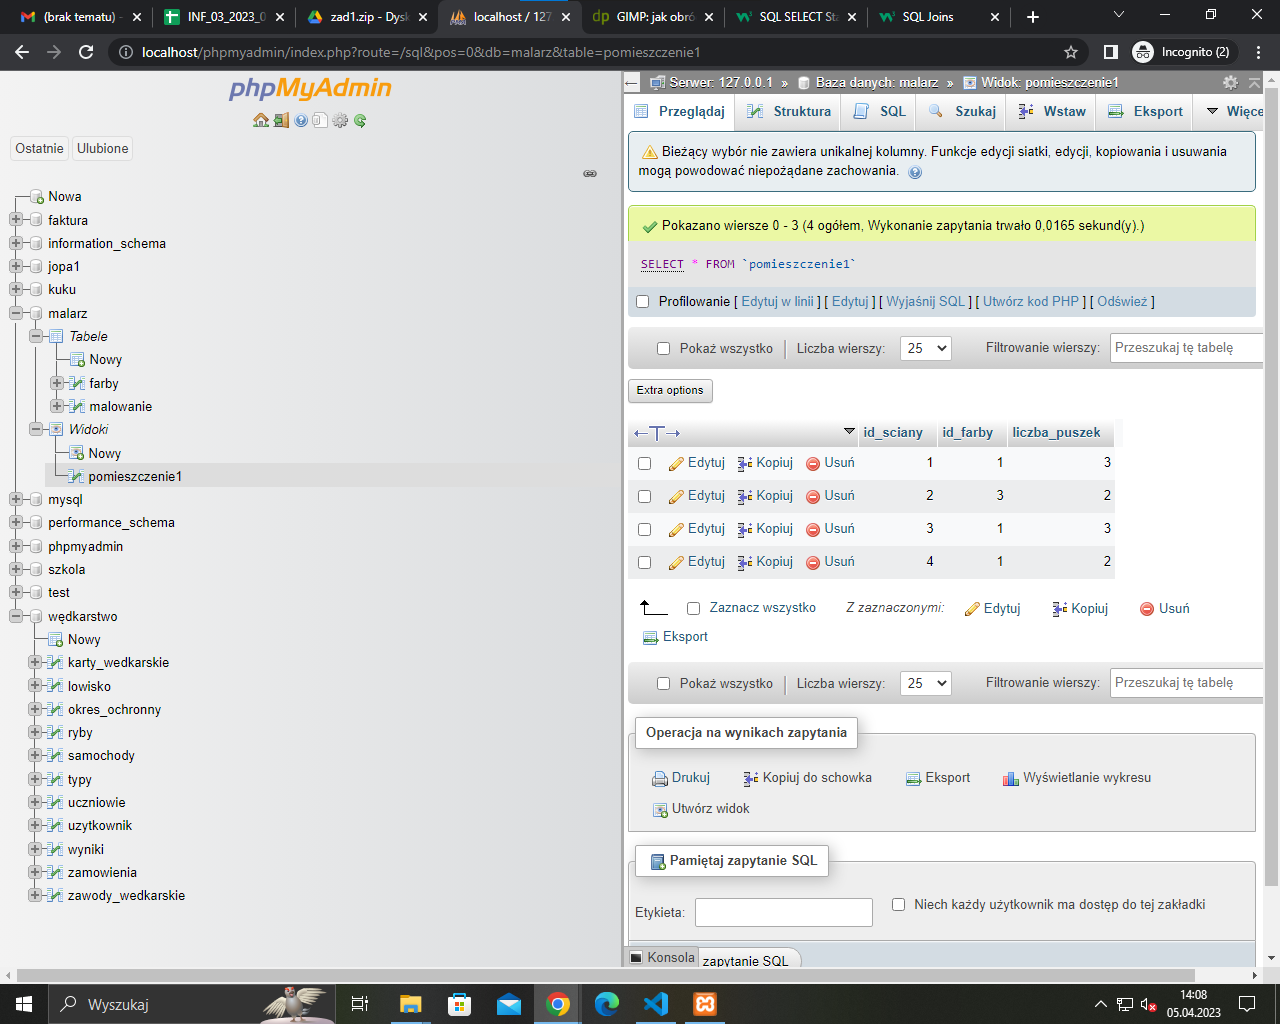 (brak tematu) -
INF_03_2023_0
zad1.zip - Dysk
localhost / 127
GIMP: jak obró
SQL SELECT Sta
SQL Joins
localhost/phpmyadmin/index.php?route=/sql&pos=0&db=malarz&table=pomieszczenie1
Incognito (2)
phpMyAdmin
Ostatnie
Ulubione
Nowa
faktura
information_schema
jopa1
kuku
malarz
Tabele
Nowy
farby
malowanie
Widoki
Nowy
pomieszczenie1
mysql
performance_schema
phpmyadmin
szkola
test
wędkarstwo
Nowy
karty_wedkarskie
lowisko
okres_ochronny
ryby
samochody
typy
uczniowie
uzytkownik
wyniki
zamowienia
zawody_wedkarskie
Serwer: 127.0.0.1 » Baza danych: malarz » Widok: pomieszczenie1
Przeglądaj Struktura SQL Szukaj Wstaw Eksport Więce
Bieżący wybór nie zawiera unikalnej kolumny. Funkcje edycji siatki, edycji, kopiowania i usuwania
mogą powodować niepożądane zachowania.
Pokazano wiersze 0 - 3 (4 ogółem, Wykonanie zapytania trwało 0,0165 sekund(y).)
SELECT * FROM `pomieszczenie1`
Profilowanie [ Edytuj w linii ] [ Edytuj ] [ Wyjaśnij SQL ] [ Utwórz kod PHP ] [ Odśwież ]
Pokaż wszystko Liczba wierszy: 25 Filtrowanie wierszy: Przeszukaj tę tabelę
Extra options
←T→ id_sciany id_farby liczba_puszek
Edytuj Kopiuj Usuń 1 1 3
Edytuj Kopiuj Usuń 2 3 2
Edytuj Kopiuj Usuń 3 1 3
Edytuj Kopiuj Usuń 4 1 2
Zaznacz wszystko Z zaznaczonymi: Edytuj Kopiuj Usuń
Eksport
Pokaż wszystko Liczba wierszy: 25 Filtrowanie wierszy: Przeszukaj tę tabelę
Operacja na wynikach zapytania
Drukuj Kopiuj do schowka Eksport Wyświetlanie wykresu
Utwórz widok
Pamiętaj zapytanie SQL
Etykieta: Niech każdy użytkownik ma dostęp do tej zakładki
Konsola zapytanie SQL
Wyszukaj
14:08
05.04.2023